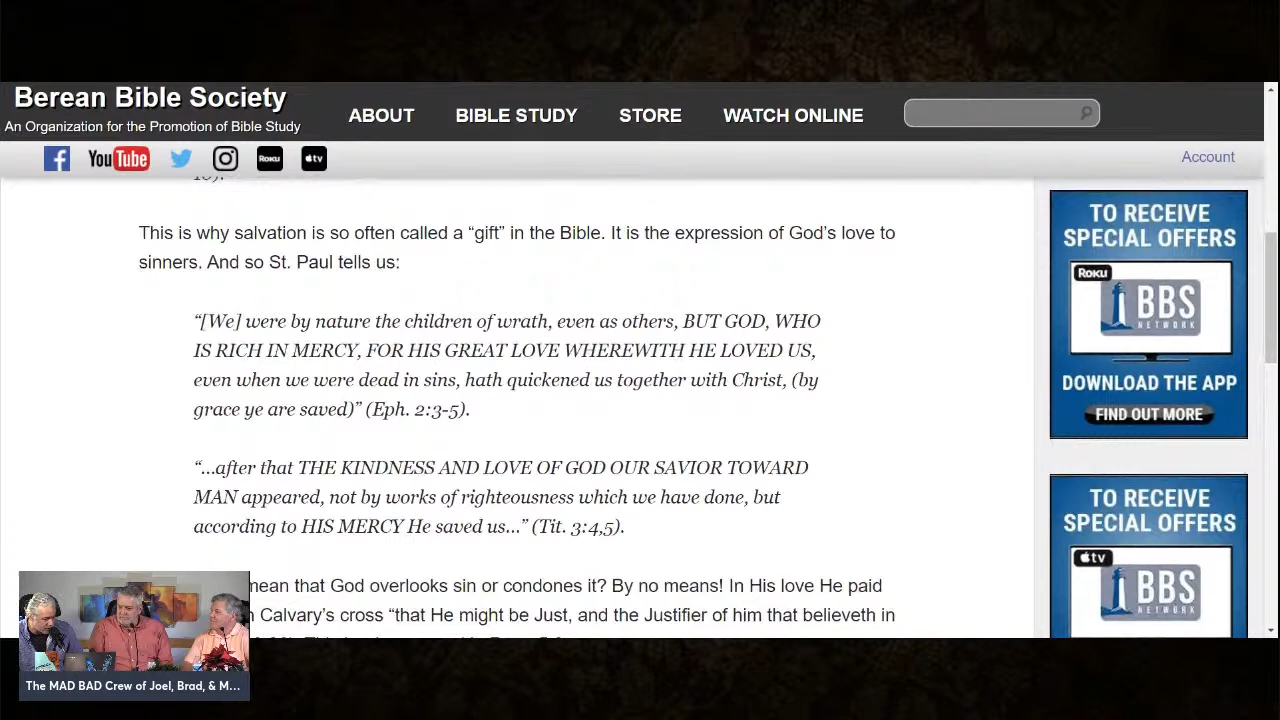 Berean Bible Society
An Organization for the Promotion of Bible Study
ABOUT
BIBLE STUDY
STORE
WATCH ONLINE
YouTube
Roku
tv
Account
This is why salvation is so often called a “gift” in the Bible. It is the expression of God’s love to
sinners. And so St. Paul tells us:
“[We] were by nature the children of wrath, even as others, BUT GOD, WHO
IS RICH IN MERCY, FOR HIS GREAT LOVE WHEREWITH HE LOVED US,
even when we were dead in sins, hath quickened us together with Christ, (by
grace ye are saved)” (Eph. 2:3-5).
“…after that THE KINDNESS AND LOVE OF GOD OUR SAVIOR TOWARD
MAN appeared, not by works of righteousness which we have done, but
according to HIS MERCY He saved us…” (Tit. 3:4,5).
mean that God overlooks sin or condones it? By no means! In His love He paid
Calvary’s cross “that He might be Just, and the Justifier of him that believeth in
TO RECEIVE
SPECIAL OFFERS
Roku
BBS
NETWORK
DOWNLOAD THE APP
FIND OUT MORE
TO RECEIVE
SPECIAL OFFERS
tv
BBS
NETWORK
The MAD BAD Crew of Joel, Brad, & M...